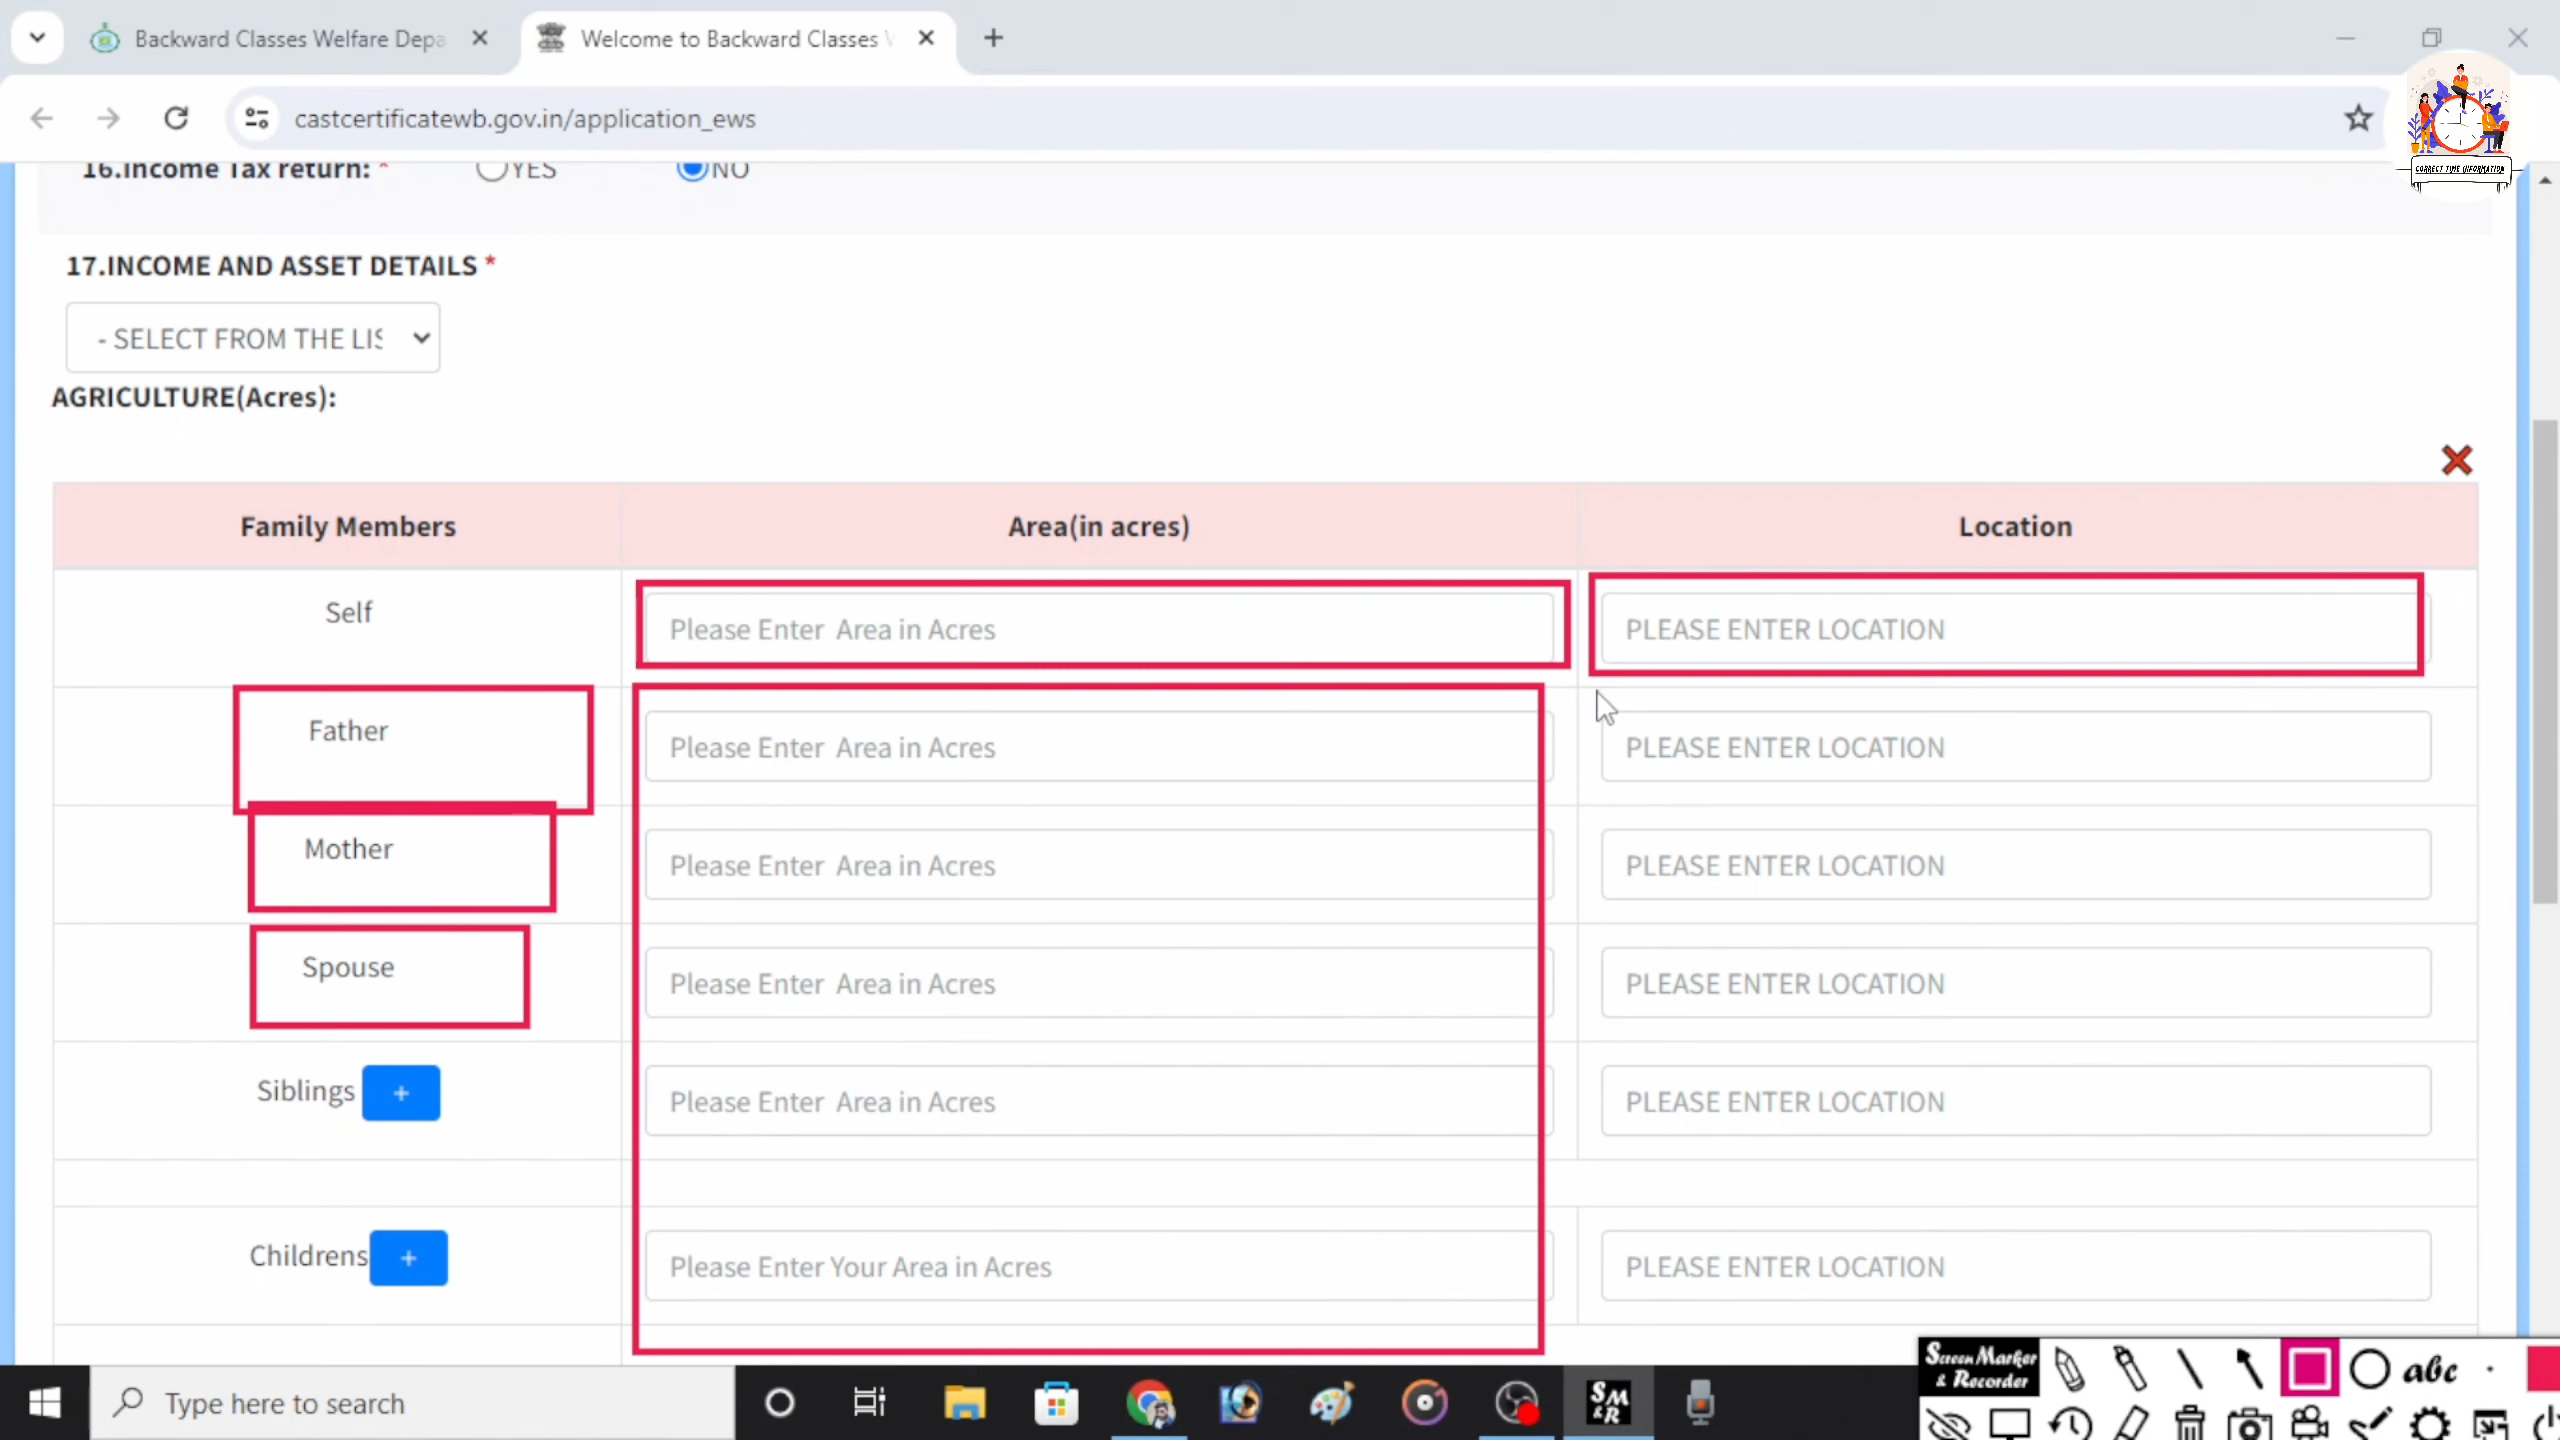 Backward Classes Welfare Depa
Welcome to Backward Classes W
castcertificatewb.gov.in/application_ews
CORRECT TIME INFORMATION
16.Income Tax return: * YES NO
17.INCOME AND ASSET DETAILS *
- SELECT FROM THE LIS
AGRICULTURE(Acres):
Family Members Area(in acres) Location
Self Please Enter Area in Acres PLEASE ENTER LOCATION
Father Please Enter Area in Acres PLEASE ENTER LOCATION
Mother Please Enter Area in Acres PLEASE ENTER LOCATION
Spouse Please Enter Area in Acres PLEASE ENTER LOCATION
Siblings + Please Enter Area in Acres PLEASE ENTER LOCATION
Childrens + Please Enter Your Area in Acres PLEASE ENTER LOCATION
Screen Marker
& Recorder
abc
Type here to search
SM
&R